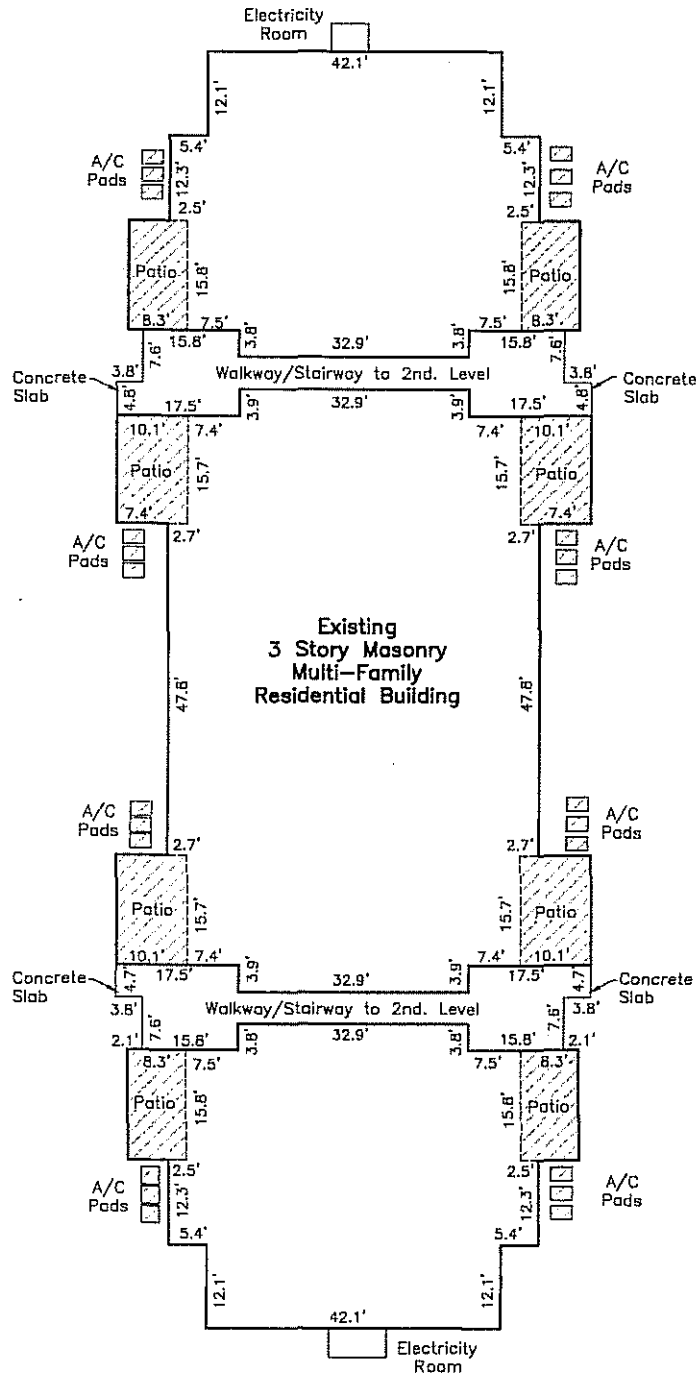 Electricity
Room
42.1'
12.1' 12.1'
5.4' 5.4'
A/C
Pads
12.3' 12.3'
A/C
Pads
2.5' 2.5'
Patio 15.8' 15.8' Patio
8.3' 7.5' 7.5' 8.3'
15.8' 3.8' 32.9' 3.8' 15.8'
7.6' 7.6'
3.8' Walkway/Stairway to 2nd. Level 3.8'
Concrete
Slab
4.8' 4.8'
Concrete
Slab
17.5' 3.9' 32.9' 3.9' 17.5'
10.1' 7.4' 7.4' 10.1'
Patio 15.7' 15.7' Patio
7.4' 7.4'
2.7' 2.7'
A/C
Pads
A/C
Pads
Existing
3 Story Masonry
Multi-Family
Residential Building
47.8' 47.8'
A/C
Pads
A/C
Pads
2.7' 2.7'
Patio 15.7' 15.7' Patio
10.1' 7.4' 7.4' 10.1'
Concrete
Slab
4.7' 17.5' 3.9' 32.9' 3.9' 17.5' 4.7'
Concrete
Slab
3.8' Walkway/Stairway to 2nd. Level 3.8'
7.6' 7.6'
2.1' 15.8' 3.8' 32.9' 3.8' 15.8' 2.1'
8.3' 7.5' 7.5' 8.3'
Patio 15.8' 15.8' Patio
2.5' 2.5'
A/C
Pads
12.3' 12.3'
A/C
Pads
5.4' 5.4'
12.1' 12.1'
42.1'
Electricity
Room